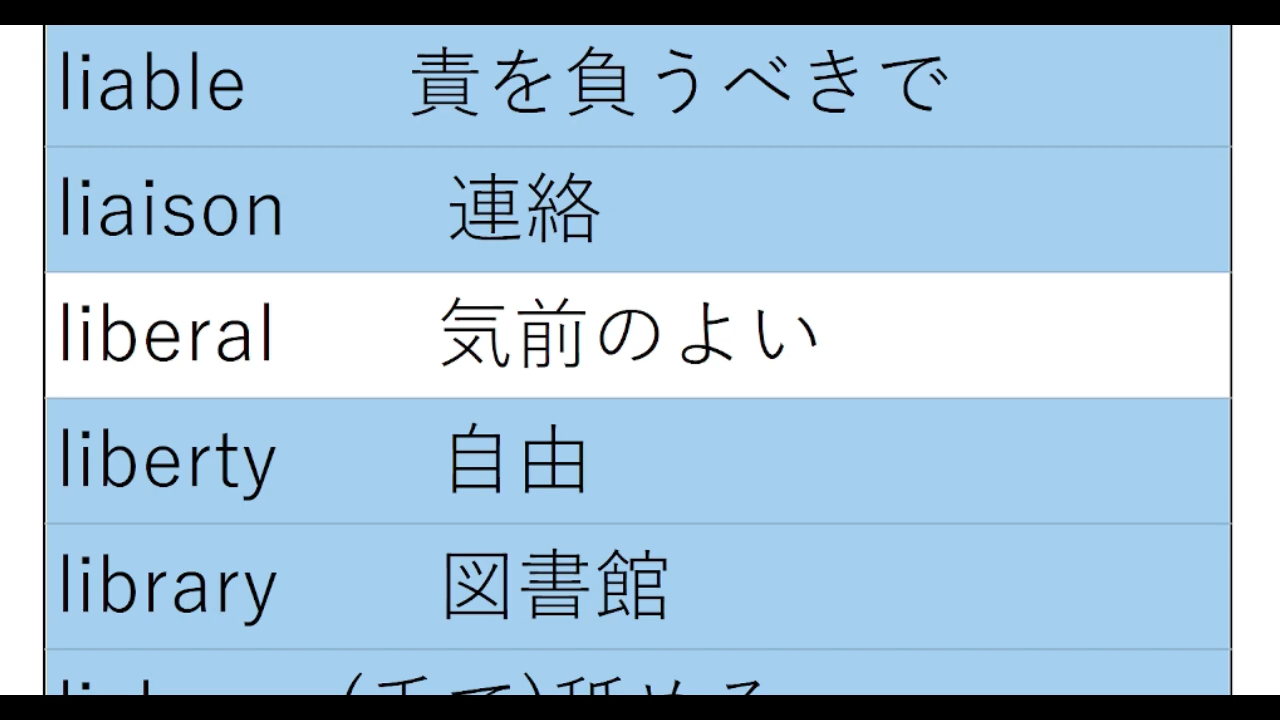 liable 責を負うべきで
liaison 連絡
liberal 気前のよい
liberty 自由
library 図書館